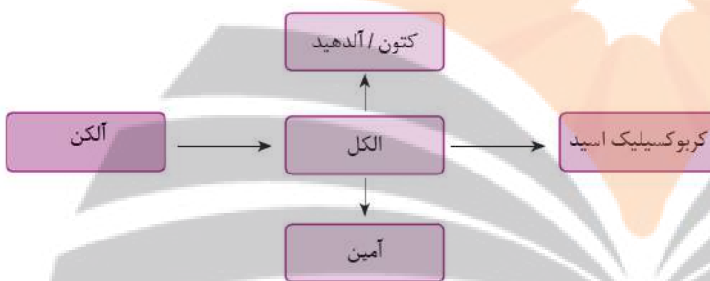 کتون / آلدهید
آلکن
الکل
کربوکسیلیک اسید
آمین